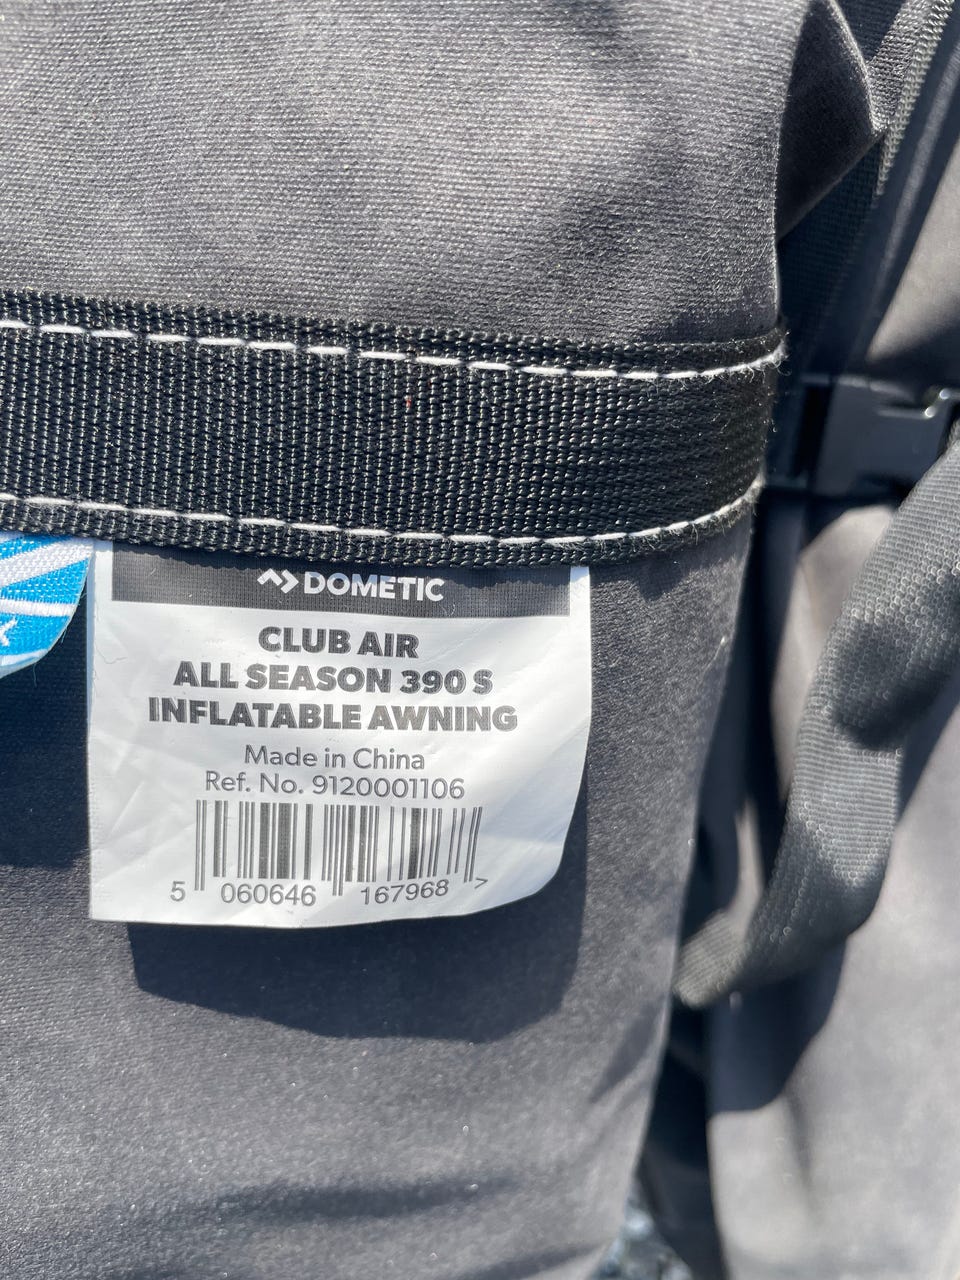 DOMETIC
CLUB AIR
ALL SEASON 390 S
INFLATABLE AWNING
Made in China
Ref. No. 9120001106
5 060646 167968 >